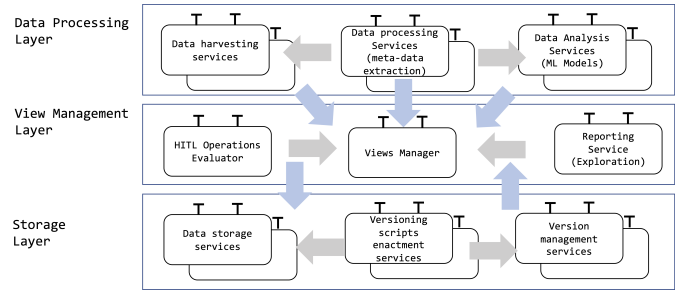 Data Processing
Layer
Data harvesting
services
Data processing
Services
(meta-data
extraction)
Data Analysis
Services
(ML Models)
View Management
Layer
HITL Operations
Evaluator
Views Manager
Reporting
Service
(Exploration)
Storage
Layer
Data storage
services
Versioning
scripts
enactment
services
Version
management
services